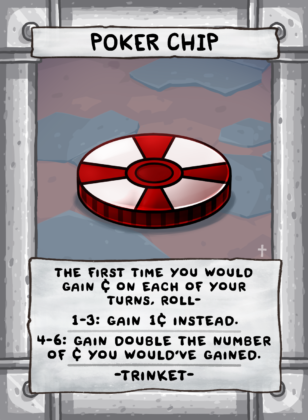 POKER CHIP
THE FIRST TIME YOU WOULD
GAIN ¢ ON EACH OF YOUR
TURNS, ROLL-
1-3: GAIN 1¢ INSTEAD.
4-6: GAIN DOUBLE THE NUMBER
OF ¢ YOU WOULD'VE GAINED.
-TRINKET-